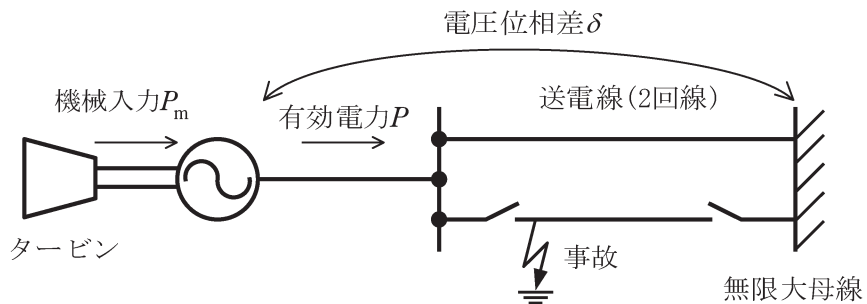 電圧位相差δ
機械入力Pm
有効電力P
送電線(2回線)
タービン
事故
無限大母線